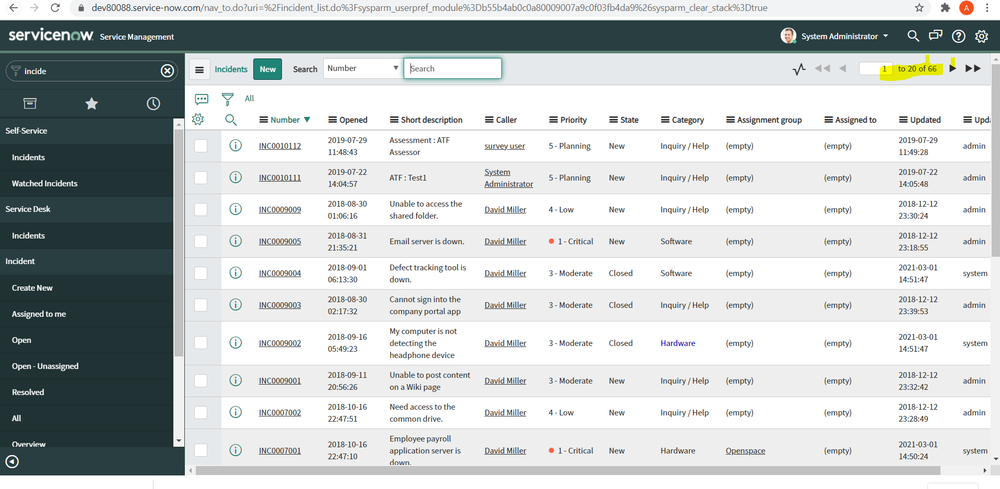 dev80088.service-now.com/nav_to.do?uri=%2Fincident_list.do%3Fsysparm_userpref_module%3Db55b4ab0c0a80009007a9c0f03fb4da9%26sysparm_clear_stack%3Dtrue
A
servicenow. Service Management
System Administrator
incide
Incidents New Search Number Search
1 to 20 of 66
All
Number Opened Short description Caller Priority State Category Assignment group Assigned to Updated
Self-Service
Incidents
Watched Incidents
Service Desk
Incidents
Incident
Create New
Assigned to me
Open
Open - Unassigned
Resolved
All
Overview
INC0010112 2019-07-29 11:48:43 Assessment : ATF Assessor survey user 5 - Planning New Inquiry / Help (empty) (empty) 2019-07-29 11:49:28 admin
INC0010111 2019-07-22 14:04:57 ATF : Test1 System Administrator 5 - Planning New Inquiry / Help (empty) (empty) 2019-07-22 14:05:48 admin
INC0009009 2018-08-30 01:06:16 Unable to access the shared folder. David Miller 4 - Low New Inquiry / Help (empty) (empty) 2018-12-12 23:30:24 admin
INC0009005 2018-08-31 21:35:21 Email server is down. David Miller 1 - Critical New Software (empty) (empty) 2018-12-12 23:18:55 admin
INC0009004 2018-09-01 06:13:30 Defect tracking tool is down. David Miller 3 - Moderate Closed Software (empty) (empty) 2021-03-01 14:51:47 system
INC0009003 2018-08-30 02:17:32 Cannot sign into the company portal app David Miller 3 - Moderate Closed Inquiry / Help (empty) (empty) 2018-12-12 23:39:53 admin
INC0009002 2018-09-16 05:49:23 My computer is not detecting the headphone device David Miller 3 - Moderate Closed Hardware (empty) (empty) 2021-03-01 14:51:47 system
INC0009001 2018-09-11 20:56:26 Unable to post content on a Wiki page David Miller 3 - Moderate New Inquiry / Help (empty) (empty) 2018-12-12 23:32:42 admin
INC0007002 2018-10-16 22:47:51 Need access to the common drive. David Miller 4 - Low New Inquiry / Help (empty) (empty) 2018-12-12 23:28:49 admin
INC0007001 2018-10-16 22:47:10 Employee payroll application server is down. David Miller 1 - Critical New Hardware Openspace (empty) 2021-03-01 14:50:24 system